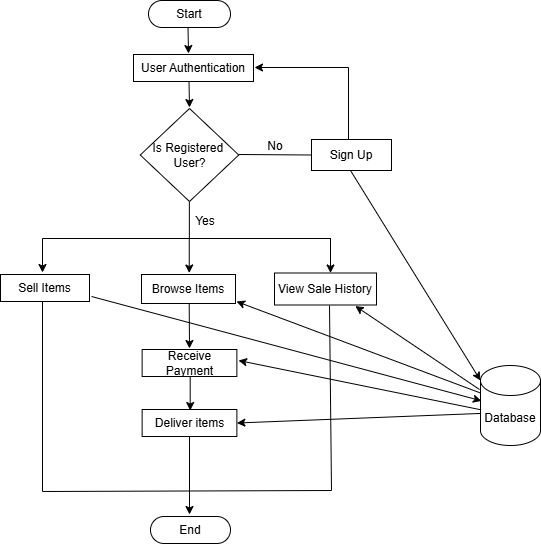 Start
User Authentication
Is Registered
User?
No
Sign Up
Yes
Sell Items
Browse Items
View Sale History
Receive
Payment
Deliver items
Database
End